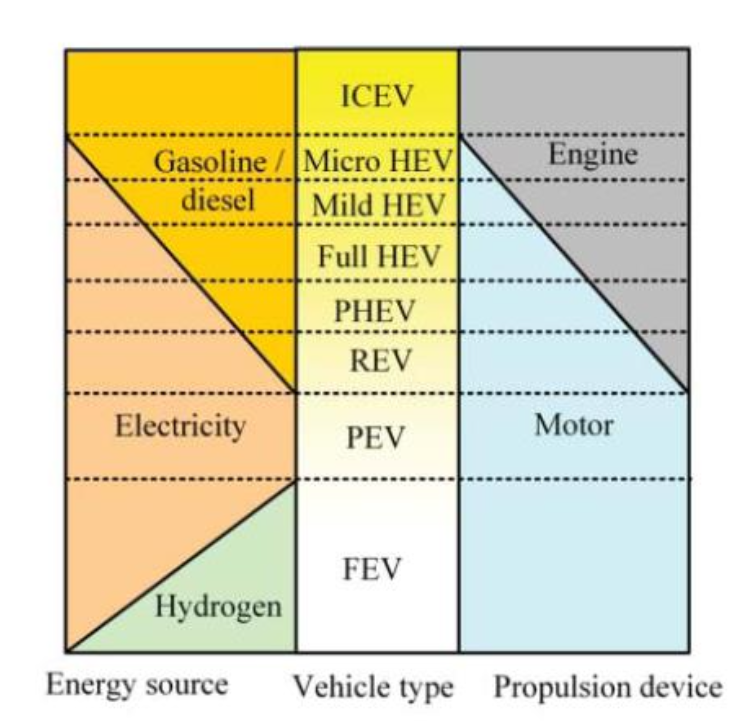 ICEV
Gasoline /
diesel
Micro HEV
Engine
Mild HEV
Full HEV
PHEV
REV
Electricity
PEV
Motor
FEV
Hydrogen
Energy source
Vehicle type
Propulsion device